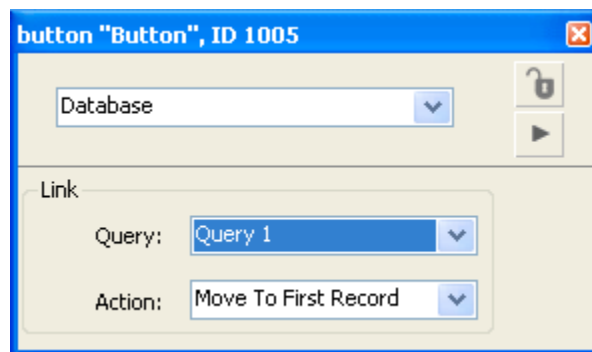 button "Button", ID 1005
Database
Link
Query:
Query 1
Action:
Move To First Record